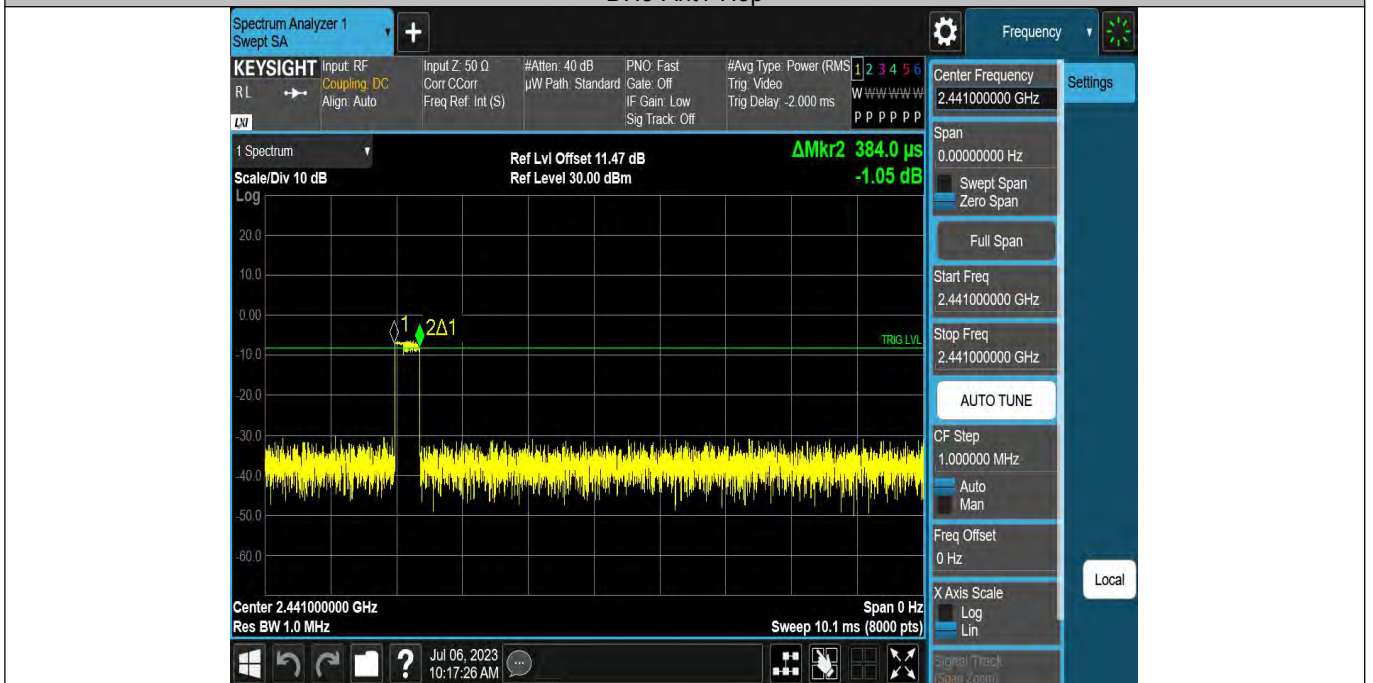 Spectrum Analyzer 1
Swept SA
Frequency
KEYSIGHT
RL
LXI
Input: RF
Coupling: DC
Align: Auto
Input Z: 50 Ω
Corr CCorr
Freq Ref: Int (S)
#Atten: 40 dB
µW Path: Standard
PNO: Fast
Gate: Off
IF Gain: Low
Sig Track: Off
#Avg Type: Power (RMS
Trig: Video
Trig Delay: -2.000 ms
1 2 3 4 5 6
W W W W W W
P P P P P P
1 Spectrum
Scale/Div 10 dB
Log
Ref Lvl Offset 11.47 dB
Ref Level 30.00 dBm
ΔMkr2 384.0 µs
-1.05 dB
20.0
10.0
0.00
-10.0
-20.0
-30.0
-40.0
-50.0
-60.0
1
2Δ1
TRIG LVL
Center 2.441000000 GHz
Res BW 1.0 MHz
Span 0 Hz
Sweep 10.1 ms (8000 pts)
Jul 06, 2023
10:17:26 AM
Center Frequency
2.441000000 GHz
Settings
Span
0.00000000 Hz
Swept Span
Zero Span
Full Span
Start Freq
2.441000000 GHz
Stop Freq
2.441000000 GHz
AUTO TUNE
CF Step
1.000000 MHz
Auto
Man
Freq Offset
0 Hz
X Axis Scale
Log
Lin
Signal Track
(Span Zoom)
Local